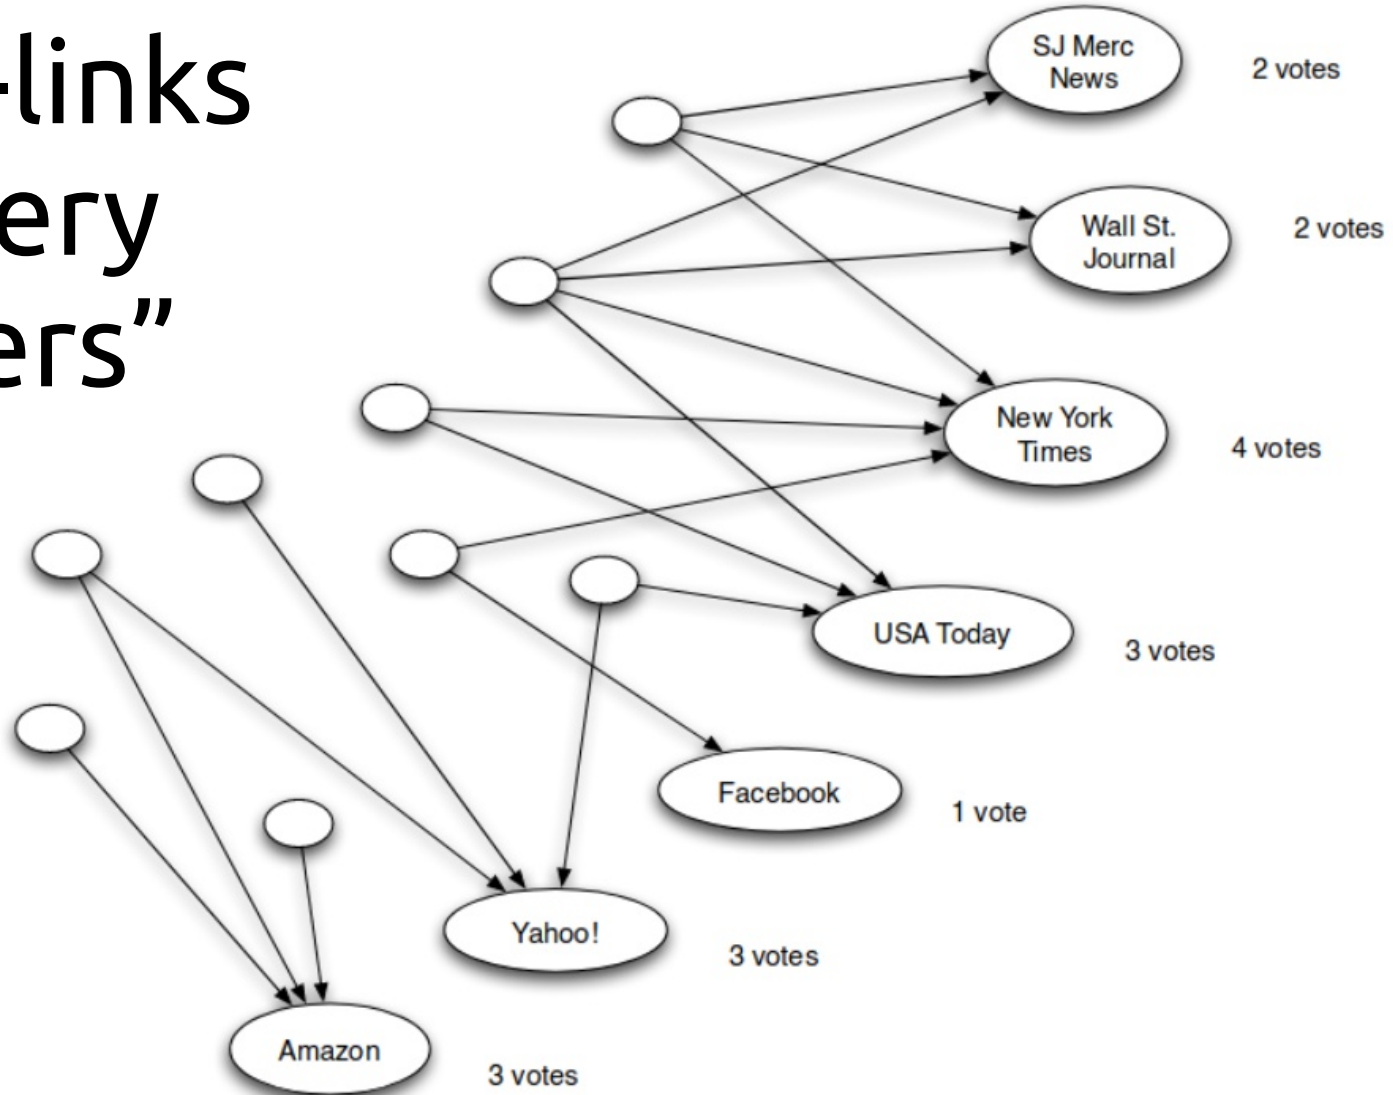 -links
ery
ers”
SJ Merc
News
2 votes
Wall St.
Journal
2 votes
New York
Times
4 votes
USA Today
3 votes
Facebook
1 vote
Yahoo!
3 votes
Amazon
3 votes